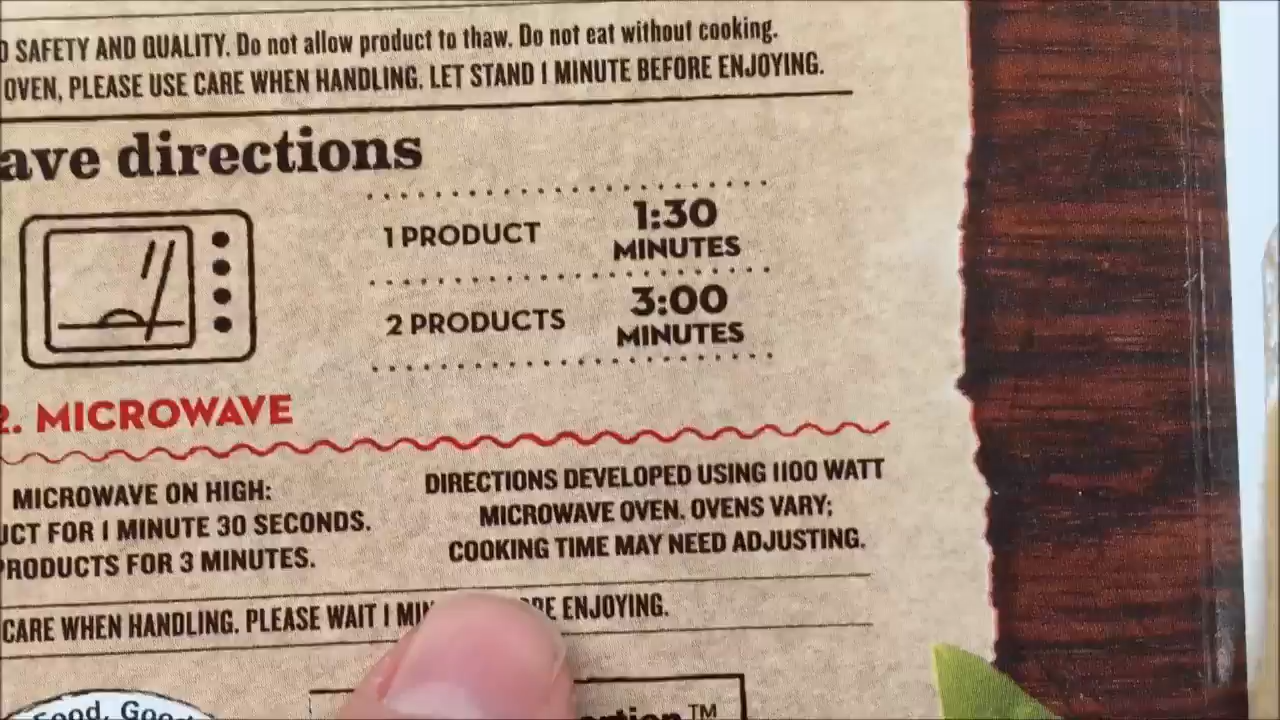 SAFETY AND QUALITY. Do not allow product to thaw. Do not eat without cooking.
OVEN, PLEASE USE CARE WHEN HANDLING. LET STAND 1 MINUTE BEFORE ENJOYING.
ave directions
1 PRODUCT 1:30 MINUTES
2 PRODUCTS 3:00 MINUTES
2. MICROWAVE
MICROWAVE ON HIGH:
UCT FOR 1 MINUTE 30 SECONDS.
PRODUCTS FOR 3 MINUTES.
DIRECTIONS DEVELOPED USING 1100 WATT
MICROWAVE OVEN. OVENS VARY;
COOKING TIME MAY NEED ADJUSTING.
CARE WHEN HANDLING. PLEASE WAIT 1 MIN ORE ENJOYING.
Food, Goo